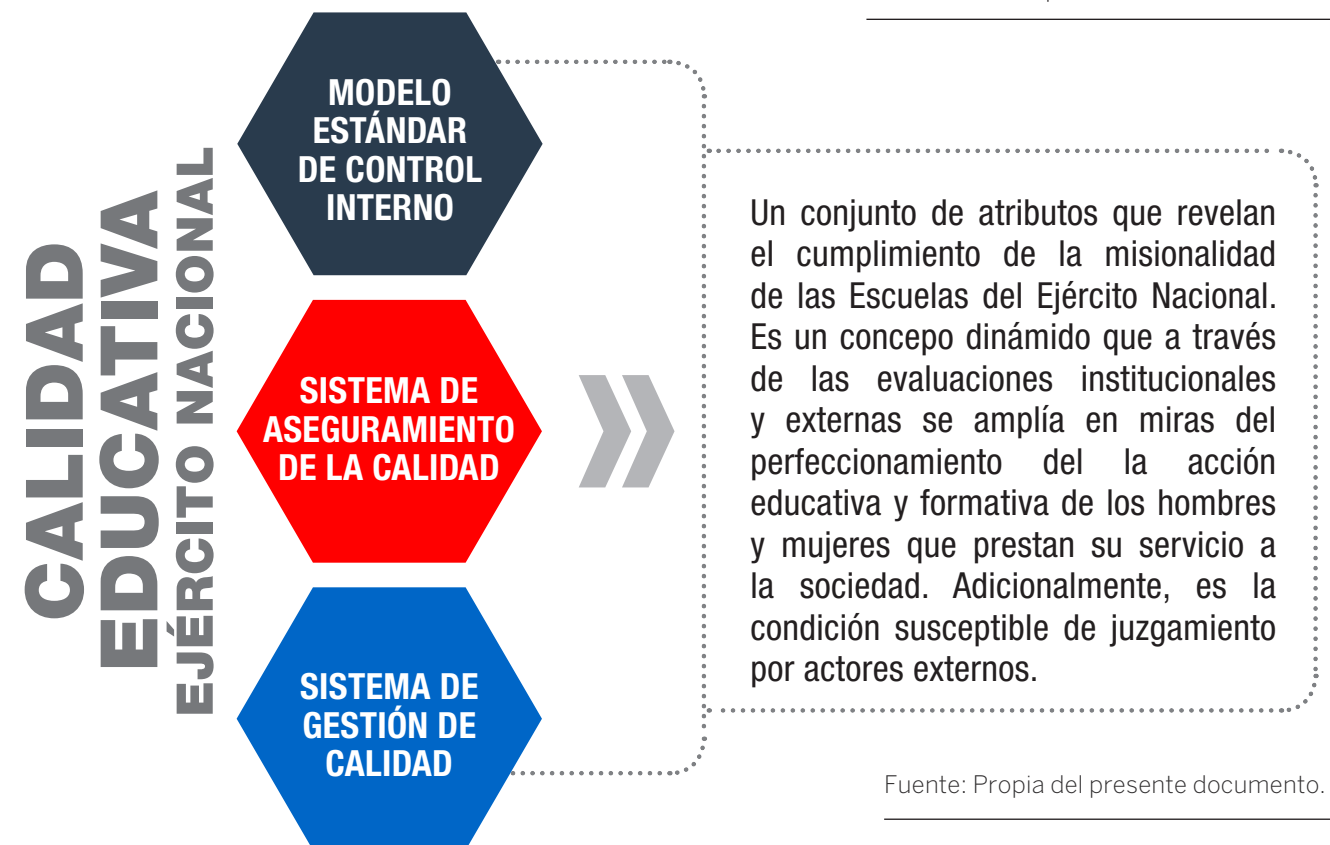 CALIDAD
EDUCATIVA
EJÉRCITO NACIONAL
MODELO
ESTÁNDAR
DE CONTROL
INTERNO
SISTEMA DE
ASEGURAMIENTO
DE LA CALIDAD
SISTEMA DE
GESTIÓN DE
CALIDAD
Un conjunto de atributos que revelan
el cumplimiento de la misionalidad
de las Escuelas del Ejército Nacional.
Es un concepo dinámido que a través
de las evaluaciones institucionales
y externas se amplía en miras del
perfeccionamiento del la acción
educativa y formativa de los hombres
y mujeres que prestan su servicio a
la sociedad. Adicionalmente, es la
condición susceptible de juzgamiento
por actores externos.
Fuente: Propia del presente documento.